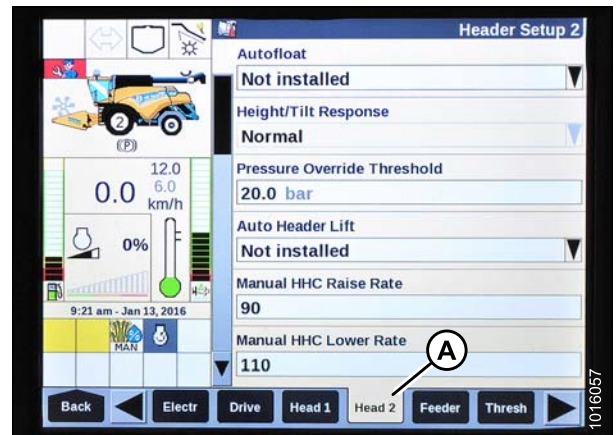 Header Setup 2
Autofloat
Not installed
Height/Tilt Response
Normal
Pressure Override Threshold
20.0 bar
Auto Header Lift
Not installed
Manual HHC Raise Rate
90
Manual HHC Lower Rate
110
2
(P)
12.0
0.0
6.0
km/h
0%
9:21 am - Jan 13, 2016
%
MAN
A
Back
Electr
Drive
Head 1
Head 2
Feeder
Thresh
1016057